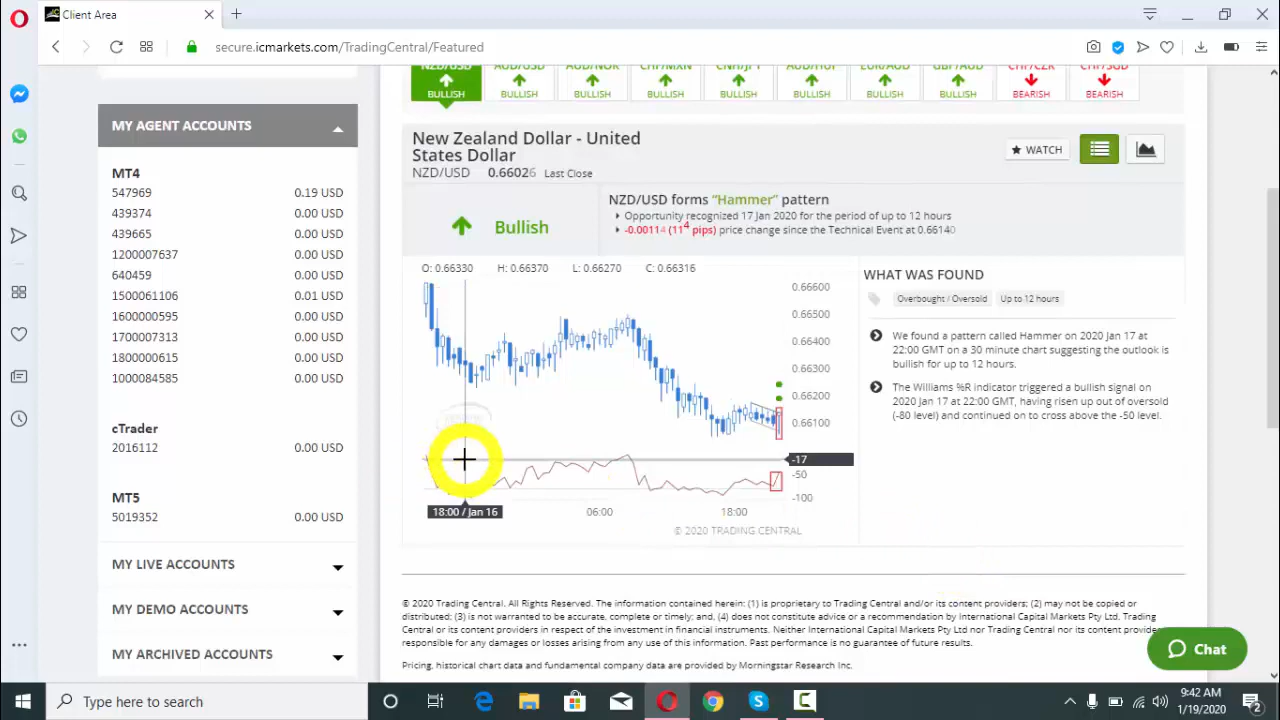 Client Area
secure.icmarkets.com/TradingCentral/Featured
NZD/USD AUD/USD AUD/NOK CHF/MXN CNH/JPY AUD/HUF EUR/AUD GBP/AUD CHF/CZK CHF/SGD
BULLISH BULLISH BULLISH BULLISH BULLISH BULLISH BULLISH BULLISH BEARISH BEARISH
MY AGENT ACCOUNTS
MT4
547969 0.19 USD
439374 0.00 USD
439665 0.00 USD
1200007637 0.00 USD
640459 0.00 USD
1500061106 0.01 USD
1600000595 0.00 USD
1700007313 0.00 USD
1800000615 0.00 USD
1000084585 0.00 USD
cTrader
2016112 0.00 USD
MT5
5019352 0.00 USD
MY LIVE ACCOUNTS
MY DEMO ACCOUNTS
MY ARCHIVED ACCOUNTS
New Zealand Dollar - United
States Dollar
NZD/USD 0.66026 Last Close
WATCH
Bullish
NZD/USD forms "Hammer" pattern
Opportunity recognized 17 Jan 2020 for the period of up to 12 hours
-0.00114 (11⁴ pips) price change since the Technical Event at 0.66140
O: 0.66330 H: 0.66370 L: 0.66270 C: 0.66316
0.66600
0.66500
0.66400
0.66300
0.66200
0.66100
-17
-50
-100
18:00 / Jan 16 06:00 18:00
© 2020 TRADING CENTRAL
WHAT WAS FOUND
Overbought / Oversold Up to 12 hours
We found a pattern called Hammer on 2020 Jan 17 at
22:00 GMT on a 30 minute chart suggesting the outlook is
bullish for up to 12 hours.
The Williams %R indicator triggered a bullish signal on
2020 Jan 17 at 22:00 GMT, having risen up out of oversold
(-80 level) and continued on to cross above the -50 level.
© 2020 Trading Central. All Rights Reserved. The information contained herein: (1) is proprietary to Trading Central and/or its content providers; (2) may not be copied or
distributed; (3) is not warranted to be accurate, complete or timely; and, (4) does not constitute advice or a recommendation by International Capital Markets Pty Ltd. Trading
Central or its content providers in respect of the investment in financial instruments. Neither International Capital Markets Pty Ltd nor Trading Central nor its content providers are
responsible for any damages or losses arising from any use of this information. Past performance is no guarantee of future results.
Pricing, historical chart data and fundamental company data are provided by Morningstar Research Inc.
Chat
Type here to search
9:42 AM
1/19/2020
2